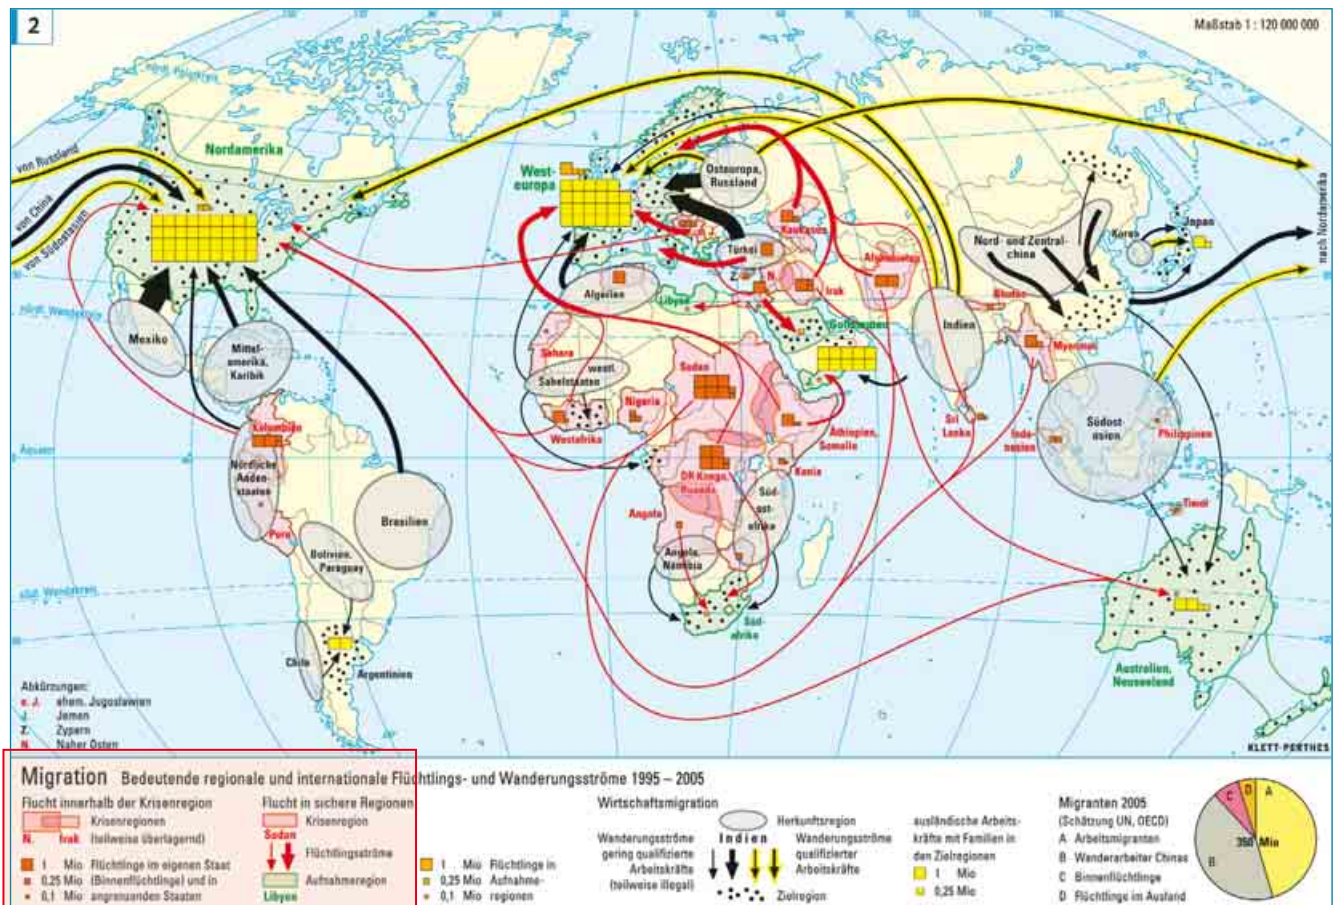 2
Maßstab 1 : 120 000 000
nördl. Polarkreis
Nordamerika
von Russland
von China
von Südostasien
West-
europa
Osteuropa,
Russland
nach Nordamerika
Kaukasus
Türkei
Z.
N.
Irak
Afghanistan
Nord- und Zentral-
china
Korea
Japan
Algerien
Libyen
Golfstaaten
Indien
Bhutan
Myanmar
nördl. Wendekreis
Mexiko
Mittel-
amerika,
Karibik
Sahara
westl.
Sahelstaaten
Sudan
J.
Nigeria
Westafrika
Äthiopien,
Somalia
Sri
Lanka
Indo-
nesien
Südost-
asien
Philippinen
Kolumbien
Äquator
Nördliche
Anden-
staaten
DR Kongo,
Ruanda
Kenia
Brasilien
Peru
Angola
Süd-
ost-
afrika
Timor
Bolivien,
Paraguay
Angola,
Namibia
südl. Wendekreis
Süd-
afrika
Chile
Argentinien
Australien,
Neuseeland
Abkürzungen:
e. J. ehem. Jugoslawien
J. Jemen
Z. Zypern
N. Naher Osten
KLETT-PERTHES
Migration Bedeutende regionale und internationale Flüchtlings- und Wanderungsströme 1995 – 2005
Flucht innerhalb der Krisenregion
Krisenregionen
N. Irak (teilweise überlagernd)
1 Mio Flüchtlinge im eigenen Staat
0,25 Mio (Binnenflüchtlinge) und in
0,1 Mio angrenzenden Staaten
Flucht in sichere Regionen
Krisenregion
Sudan
Flüchtlingsströme
Aufnahmeregion
Libyen
1 Mio Flüchtlinge in
0,25 Mio Aufnahme-
0,1 Mio regionen
Wirtschaftsmigration
Herkunftsregion
Indien
Wanderungsströme
gering qualifizierte
Arbeitskräfte
(teilweise illegal)
Wanderungsströme
qualifizierter
Arbeitskräfte
Zielregion
ausländische Arbeits-
kräfte mit Familien in
den Zielregionen
1 Mio
0,25 Mio
Migranten 2005
(Schätzung UN, OECD)
A Arbeitsmigranten
B Wanderarbeiter Chinas
C Binnenflüchtlinge
D Flüchtlinge im Ausland
A
B
C
D
350 Mio